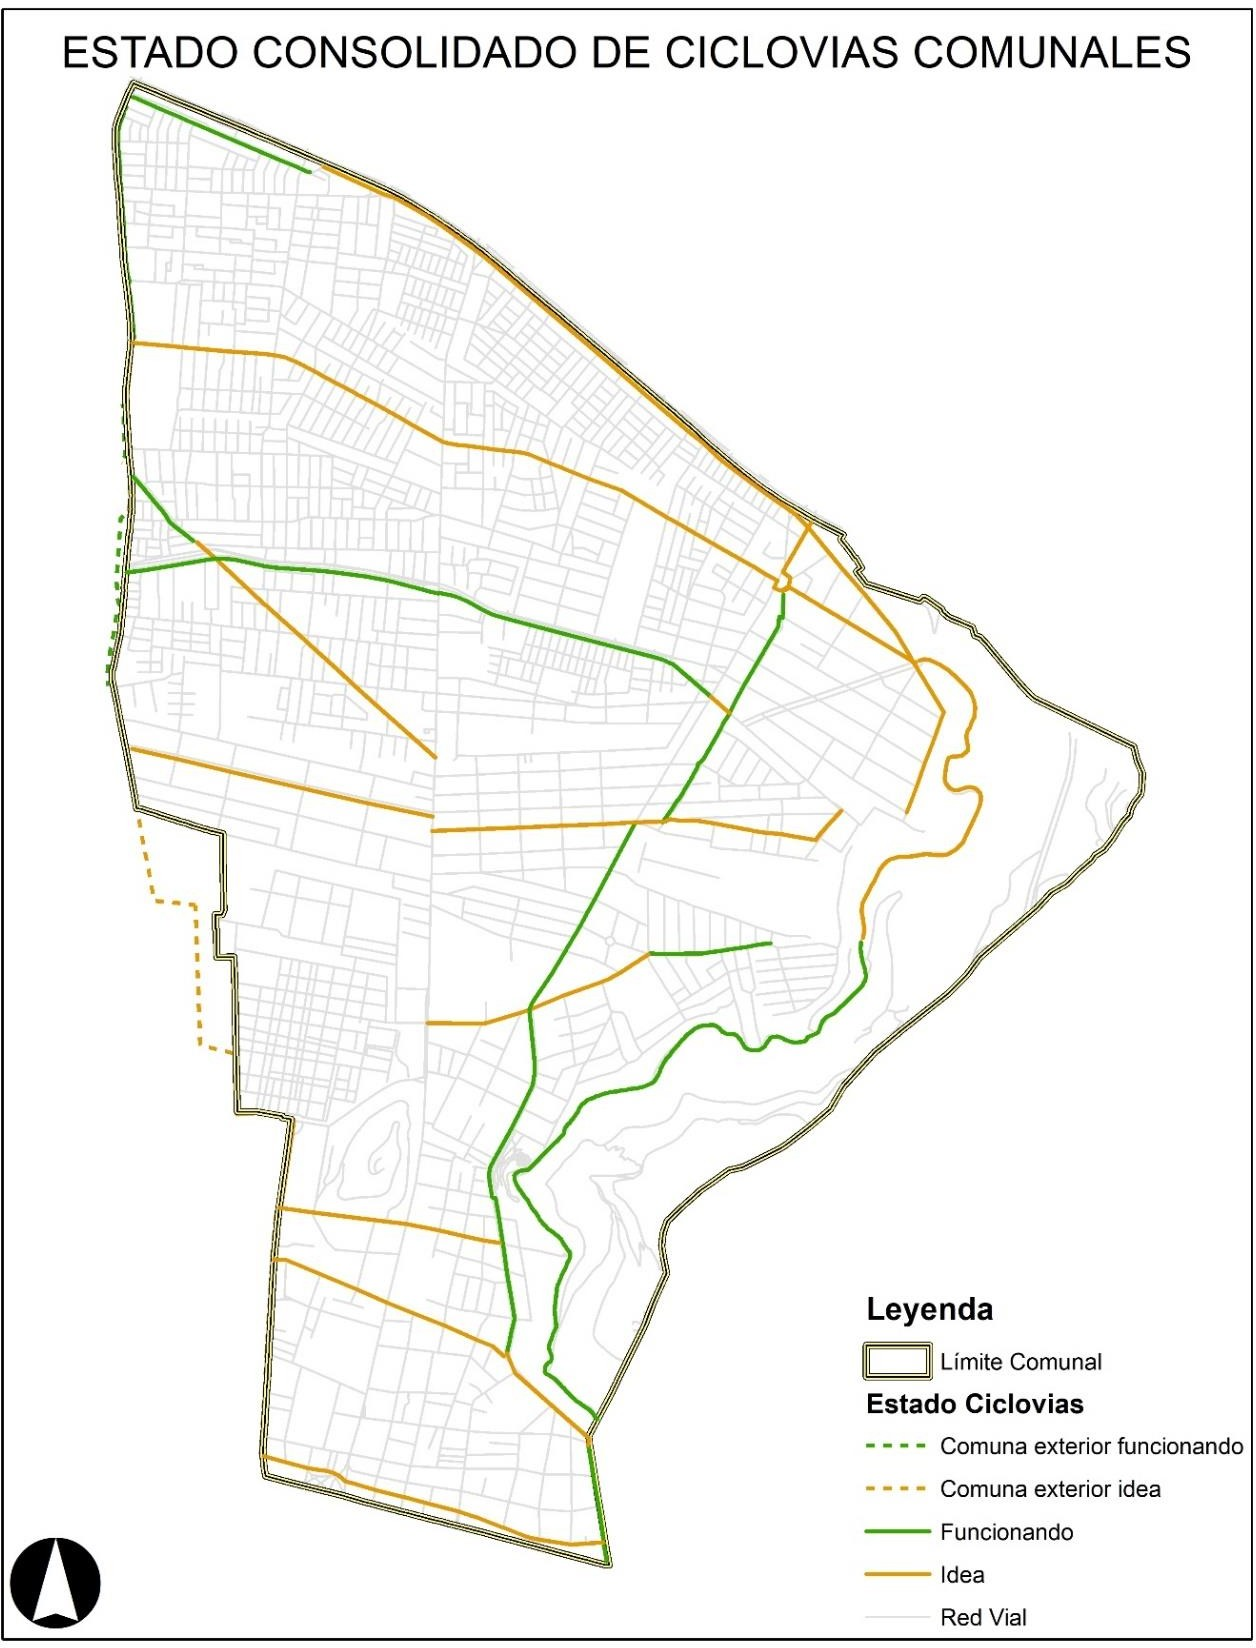 ESTADO CONSOLIDADO DE CICLOVIAS COMUNALES
Leyenda
Límite Comunal
Estado Ciclovias
Comuna exterior funcionando
Comuna exterior idea
Funcionando
Idea
Red Vial